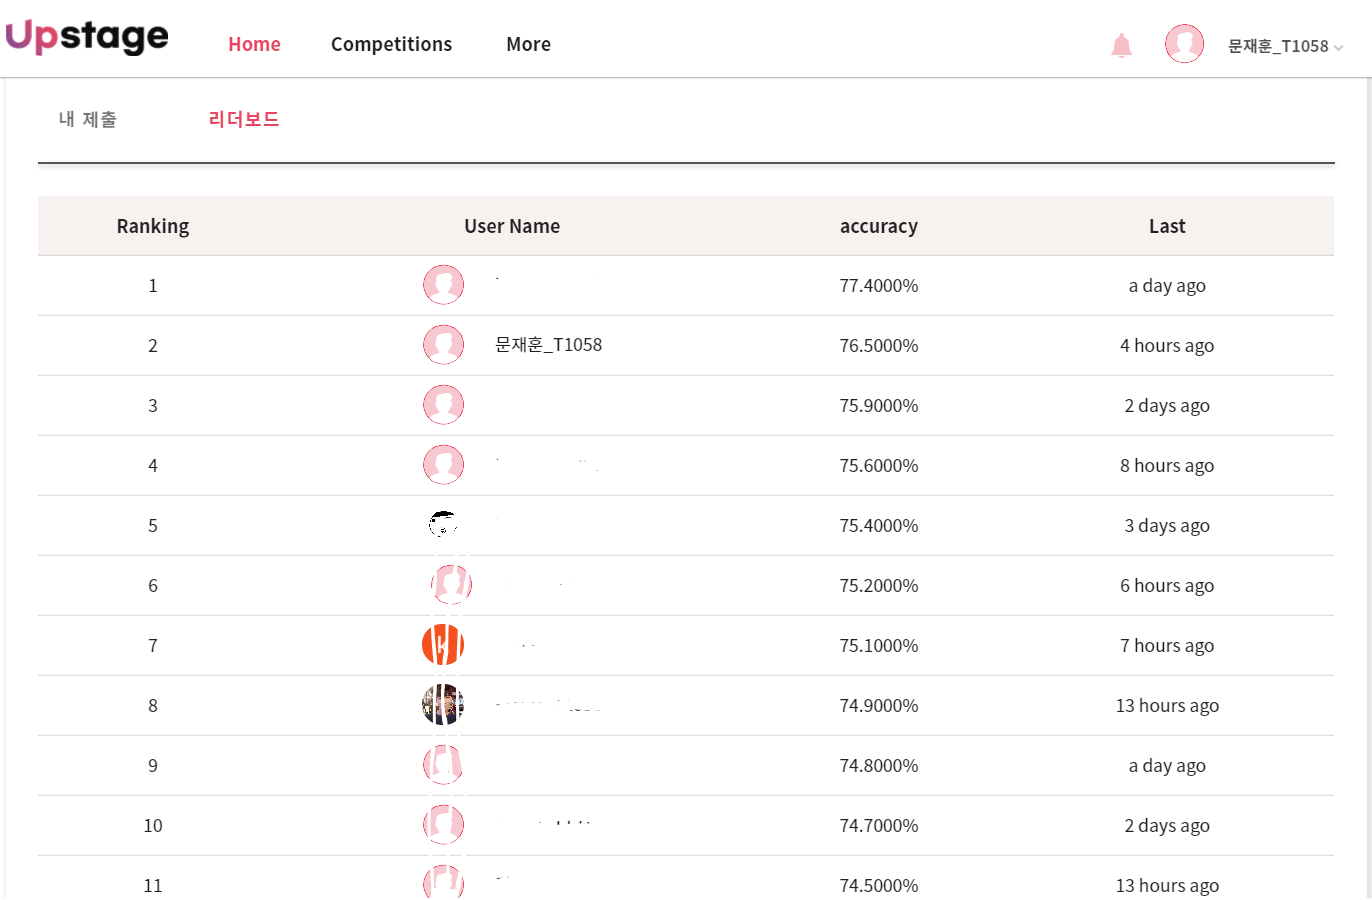 Upstage Home Competitions More 문재훈_T1058
내 제출 리더보드
Ranking User Name accuracy Last
1 77.4000% a day ago
2 문재훈_T1058 76.5000% 4 hours ago
3 75.9000% 2 days ago
4 75.6000% 8 hours ago
5 75.4000% 3 days ago
6 75.2000% 6 hours ago
7 k 75.1000% 7 hours ago
8 74.9000% 13 hours ago
9 74.8000% a day ago
10 74.7000% 2 days ago
11 74.5000% 13 hours ago